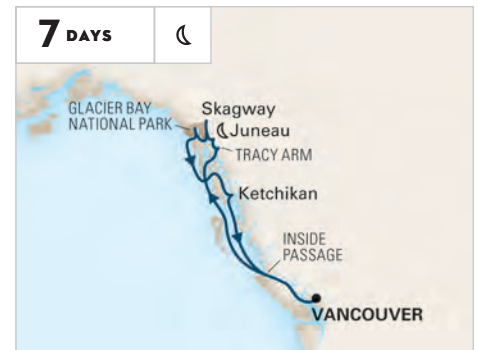 7 DAYS
GLACIER BAY
NATIONAL PARK
Skagway
Juneau
TRACY ARM
Ketchikan
INSIDE
PASSAGE
VANCOUVER